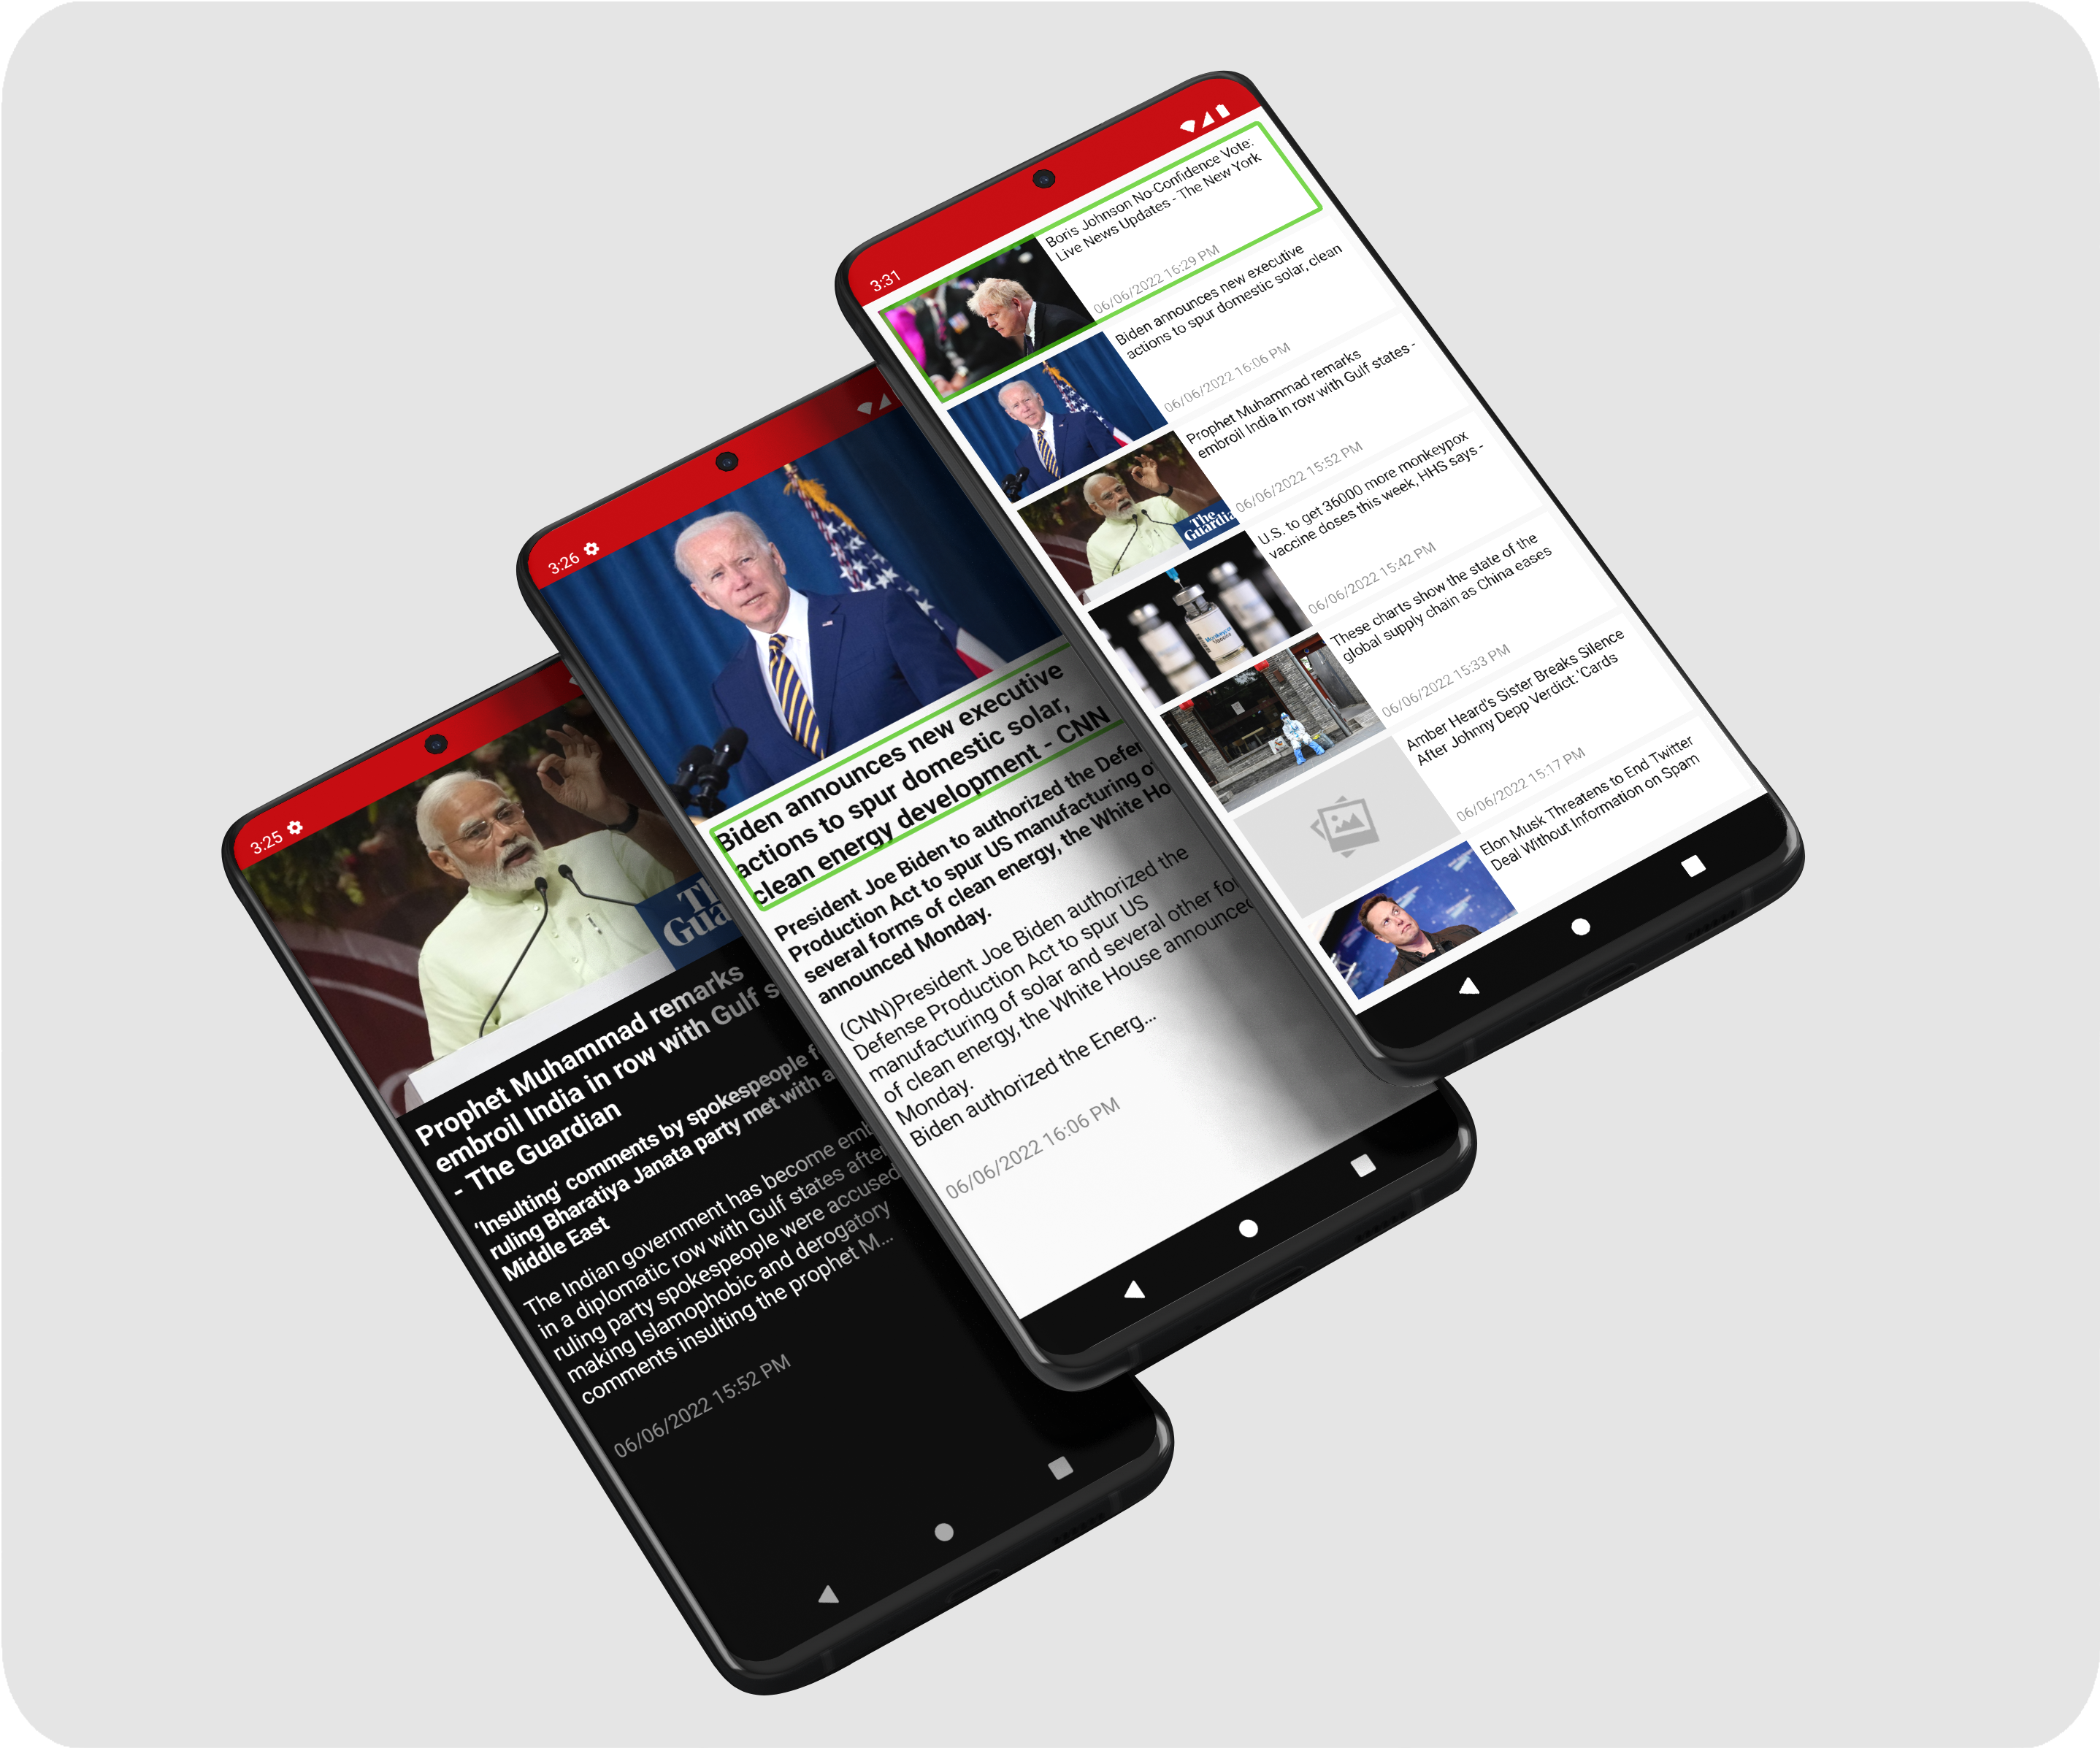 3:25
The
Gua
Prophet Muhammad remarks
embroil India in row with Gulf s
- The Guardian
'Insulting' comments by spokespeople f
ruling Bharatiya Janata party met with a
Middle East
The Indian government has become emb
in a diplomatic row with Gulf states after
ruling party spokespeople were accused
making Islamophobic and derogatory
comments insulting the prophet M...
06/06/2022 15:52 PM
3:26
Biden announces new executive
actions to spur domestic solar,
clean energy development - CNN
President Joe Biden to authorized the Defen
Production Act to spur US manufacturing of
several forms of clean energy, the White Ho
announced Monday.
(CNN)President Joe Biden authorized the
Defense Production Act to spur US
manufacturing of solar and several other fo
of clean energy, the White House announced
Monday.
Biden authorized the Energ...
06/06/2022 16:06 PM
3:31
Boris Johnson No-Confidence Vote:
Live News Updates - The New York
06/06/2022 16:29 PM
Biden announces new executive
actions to spur domestic solar, clean
06/06/2022 16:06 PM
The
Guardia
Prophet Muhammad remarks
embroil India in row with Gulf states -
06/06/2022 15:52 PM
U.S. to get 36000 more monkeypox
vaccine doses this week, HHS says -
06/06/2022 15:42 PM
These charts show the state of the
global supply chain as China eases
06/06/2022 15:33 PM
Amber Heard's Sister Breaks Silence
After Johnny Depp Verdict: 'Cards
06/06/2022 15:17 PM
Elon Musk Threatens to End Twitter
Deal Without Information on Spam